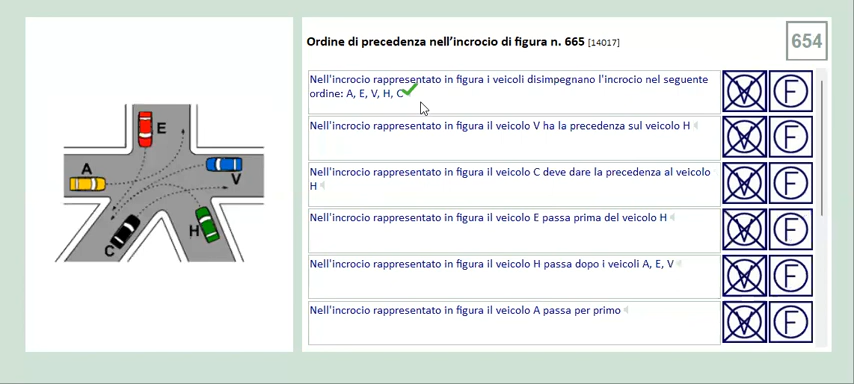 Ordine di precedenza nell'incrocio di figura n. 665 [14017]
654
Nell'incrocio rappresentato in figura i veicoli disimpegnano l'incrocio nel seguente
ordine: A, E, V, H, C
V F
Nell'incrocio rappresentato in figura il veicolo V ha la precedenza sul veicolo H
V F
Nell'incrocio rappresentato in figura il veicolo C deve dare la precedenza al veicolo
H
V F
Nell'incrocio rappresentato in figura il veicolo E passa prima del veicolo H
V F
Nell'incrocio rappresentato in figura il veicolo H passa dopo i veicoli A, E, V
V F
Nell'incrocio rappresentato in figura il veicolo A passa per primo
V F
E
A
V
H
C